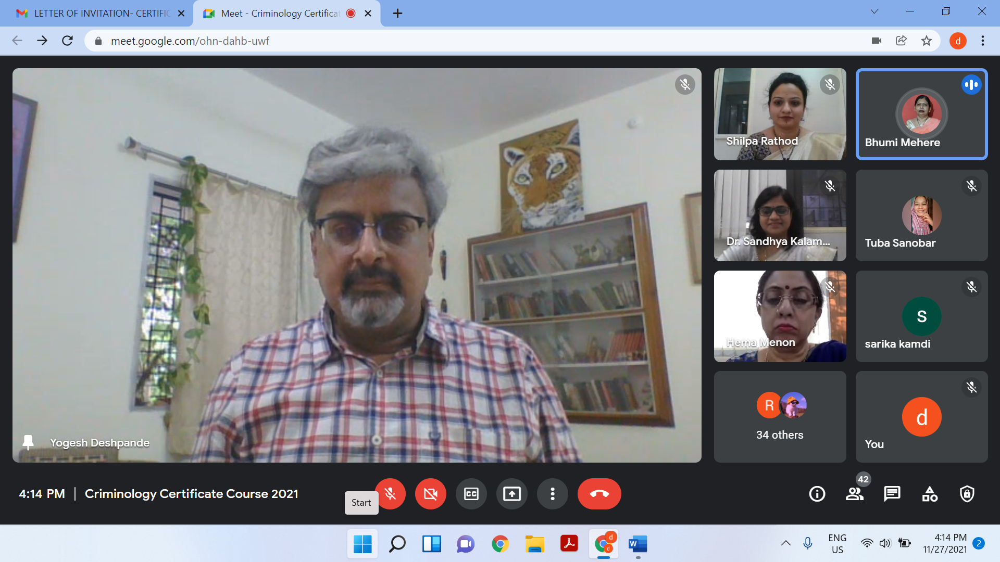 LETTER OF INVITATION- CERTIFIC
Meet - Criminology Certificat
meet.google.com/ohn-dahb-uwf
d
Shilpa Rathod
Bhumi Mehere
Dr. Sandhya Kalam...
Tuba Sanobar
Hema Menon
S
sarika kamdi
R
34 others
d
You
Yogesh Deshpande
4:14 PM | Criminology Certificate Course 2021
Start
CC
42
d
d
W
ENG
US
4:14 PM
11/27/2021
2